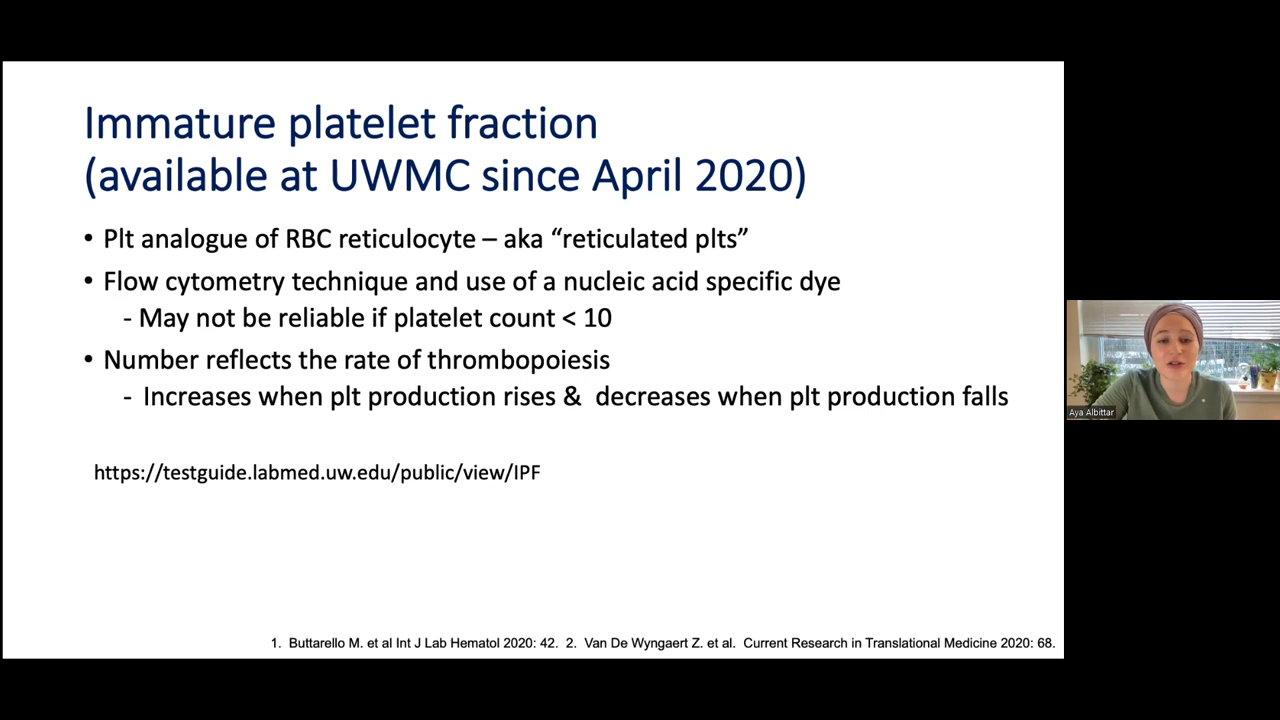 Immature platelet fraction
(available at UWMC since April 2020)
• Plt analogue of RBC reticulocyte – aka “reticulated plts”
• Flow cytometry technique and use of a nucleic acid specific dye
- May not be reliable if platelet count < 10
• Number reflects the rate of thrombopoiesis
- Increases when plt production rises & decreases when plt production falls
https://testguide.labmed.uw.edu/public/view/IPF
1. Buttarello M. et al Int J Lab Hematol 2020: 42. 2. Van De Wyngaert Z. et al. Current Research in Translational Medicine 2020: 68.
Aya Albittar